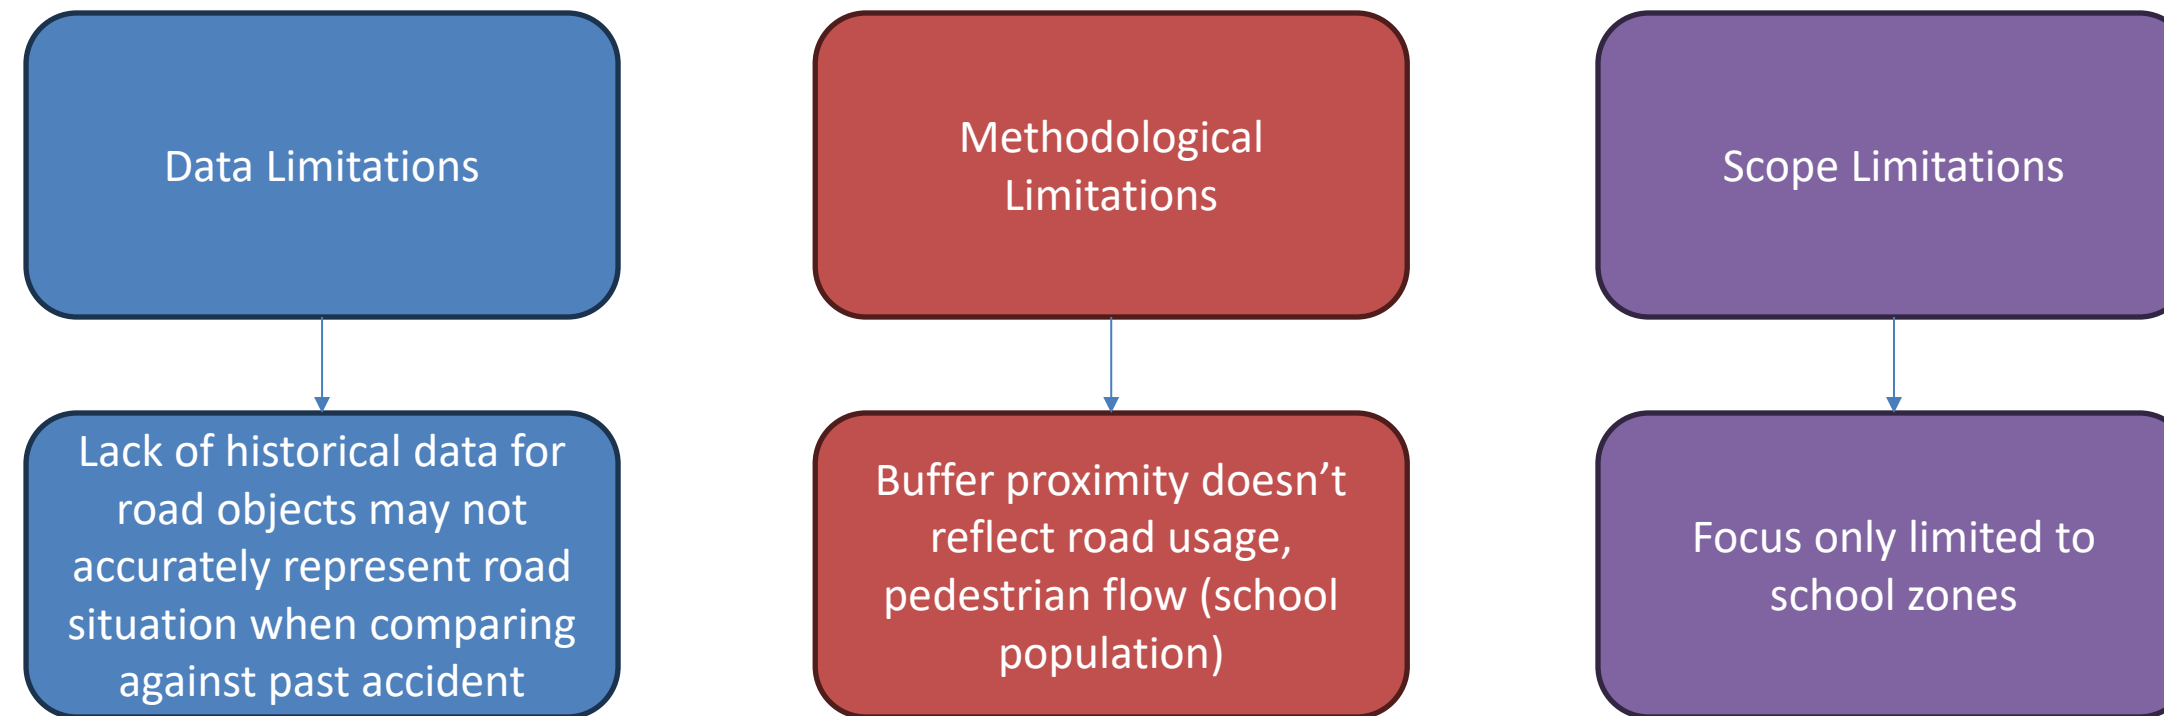 Data Limitations
Methodological
Limitations
Scope Limitations
Lack of historical data for
road objects may not
accurately represent road
situation when comparing
against past accident
Buffer proximity doesn’t
reflect road usage,
pedestrian flow (school
population)
Focus only limited to
school zones